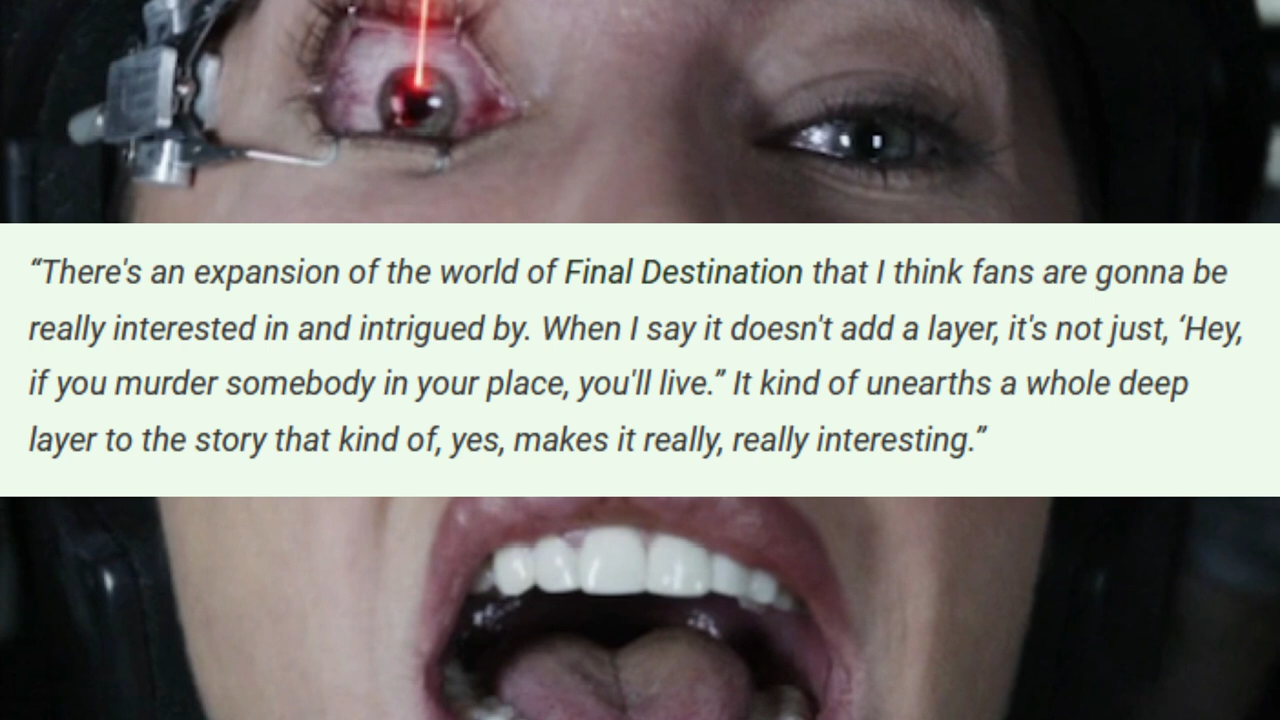 “There's an expansion of the world of Final Destination that I think fans are gonna be
really interested in and intrigued by. When I say it doesn't add a layer, it's not just, ‘Hey,
if you murder somebody in your place, you'll live.” It kind of unearths a whole deep
layer to the story that kind of, yes, makes it really, really interesting.”